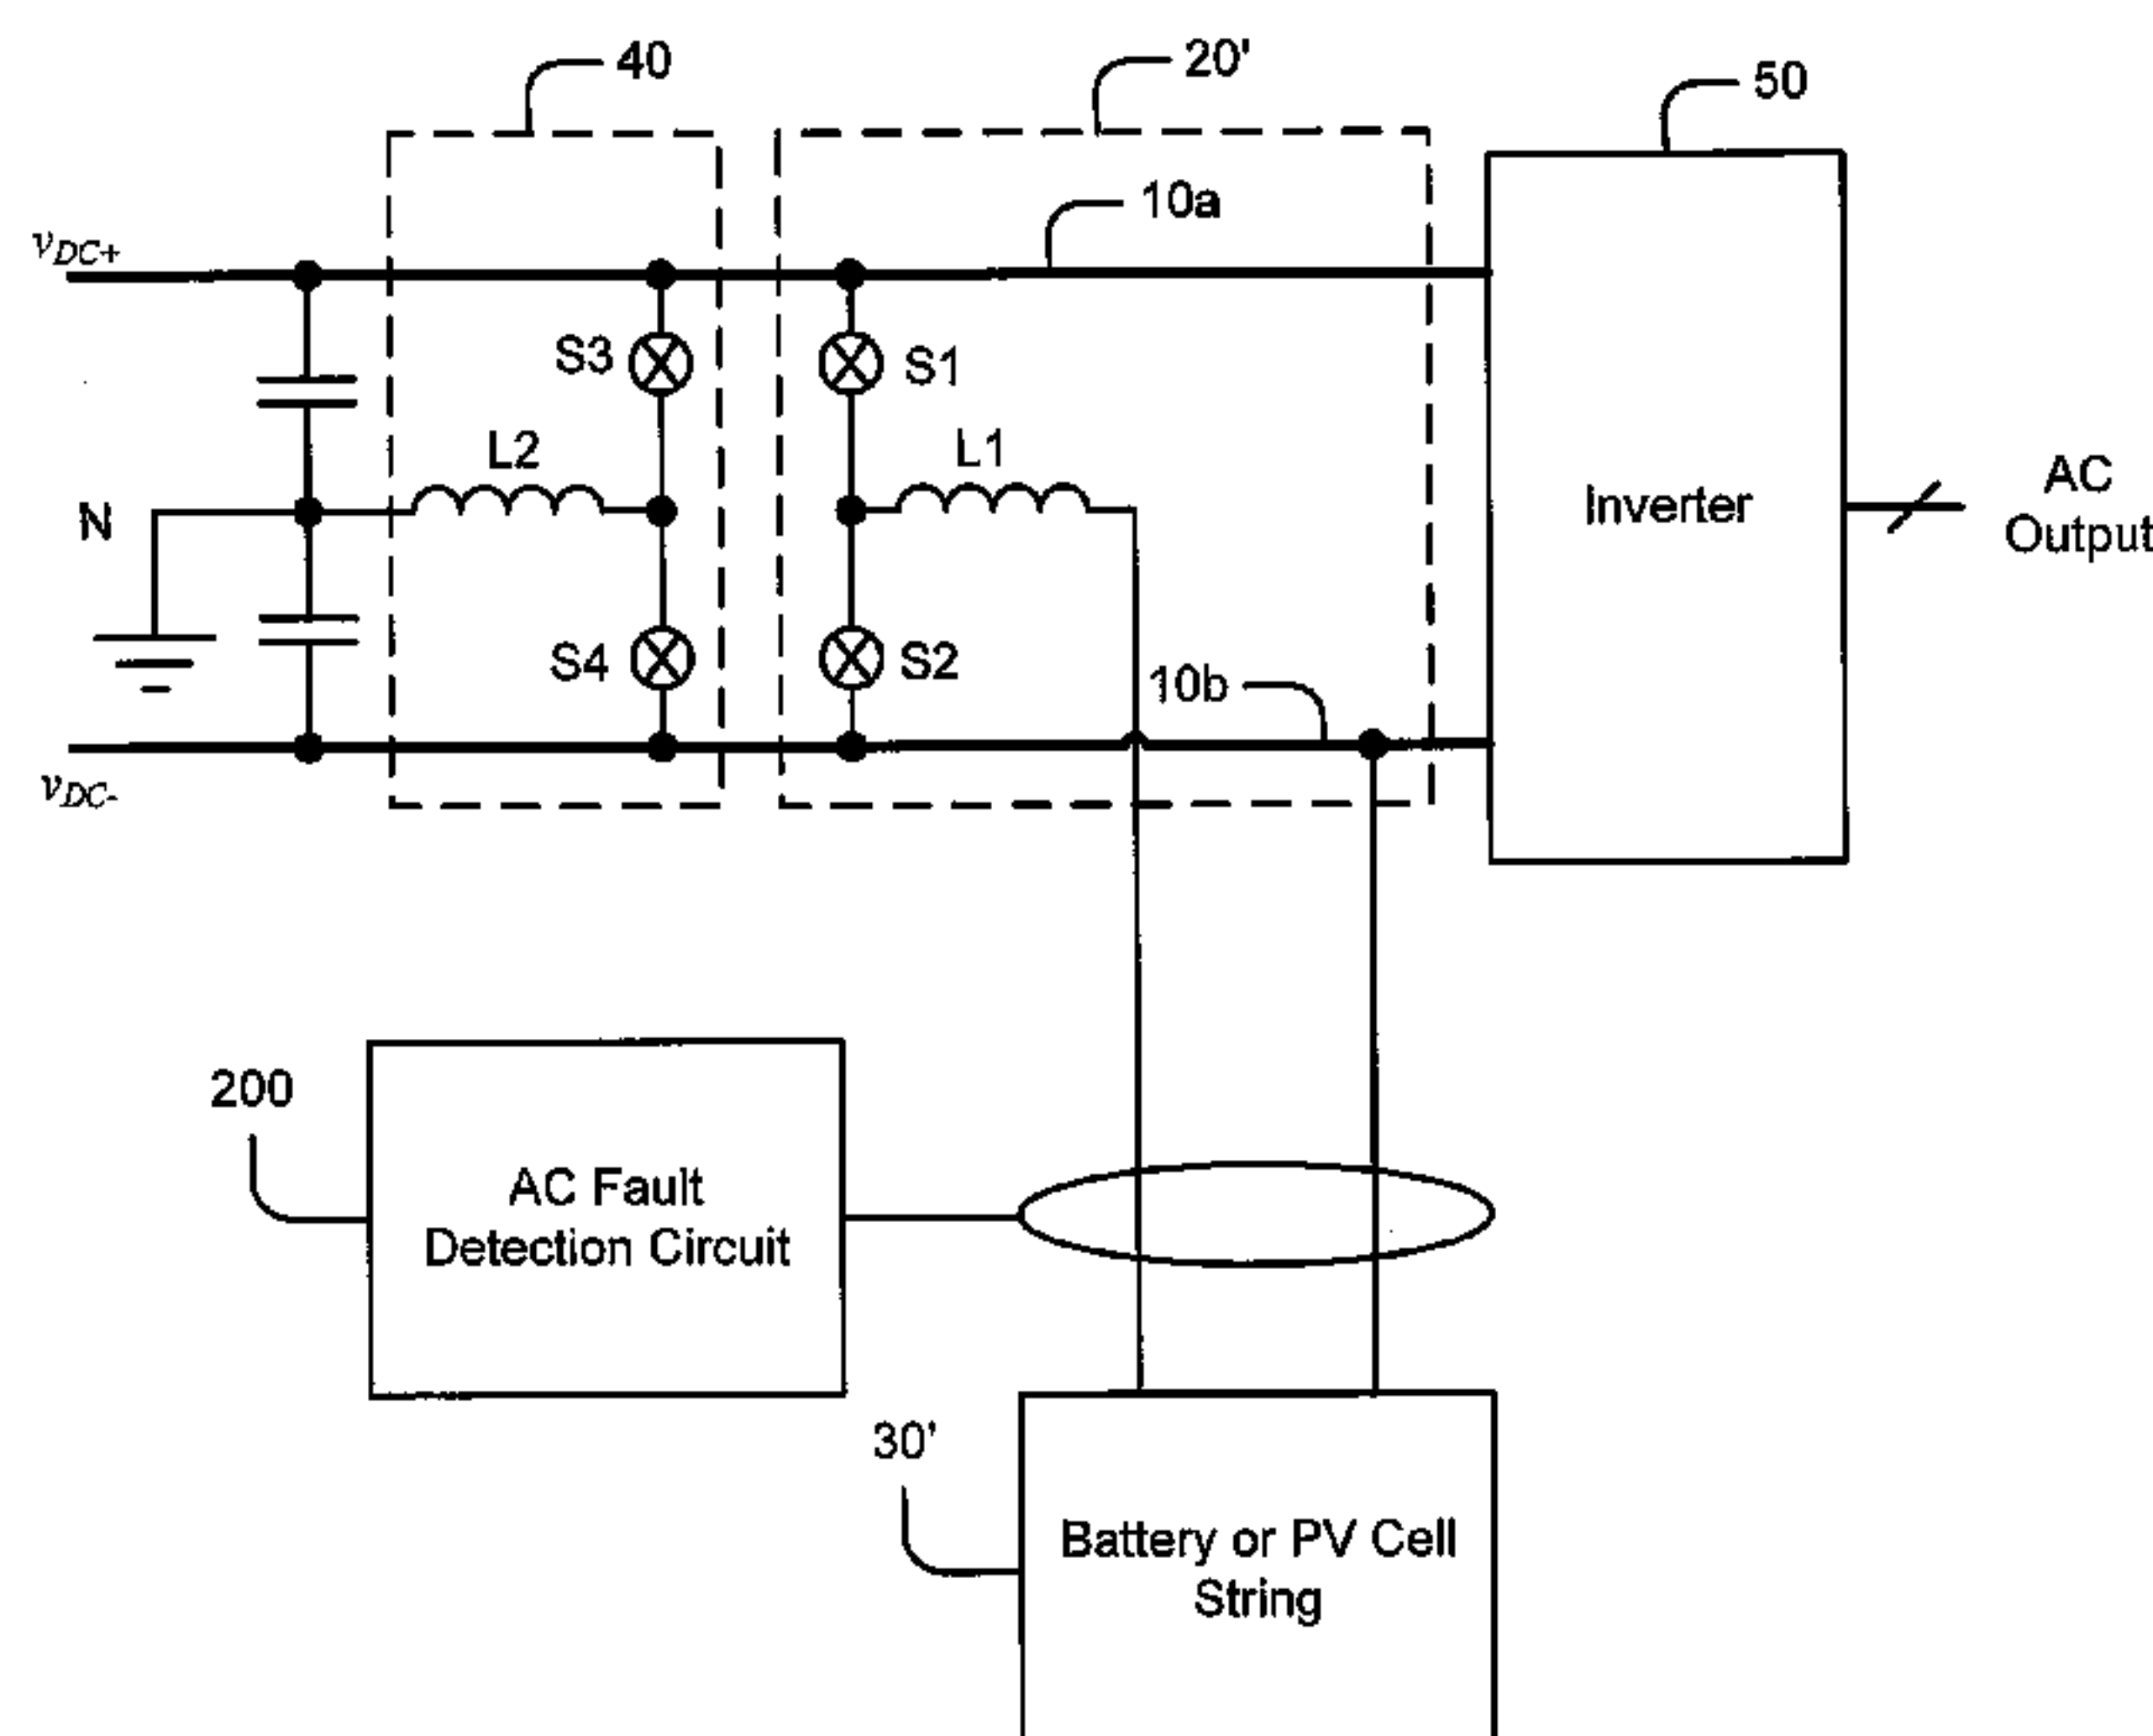 40
20'
50
10a
vDC+
S3
S1
L2
L1
N
Inverter
AC
Output
S4
S2
10b
vDC-
200
AC Fault
Detection Circuit
30'
Battery or PV Cell
String